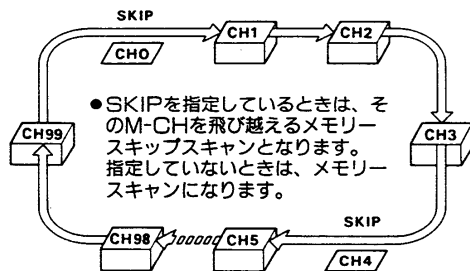 SKIP
CH0
CH1
CH2
CH99
●SKIPを指定しているときは、そ
のM-CHを飛び越えるメモリー
スキップスキャンとなります。
指定していないときは、メモリー
スキャンになります。
CH3
SKIP
CH98
CH5
CH4